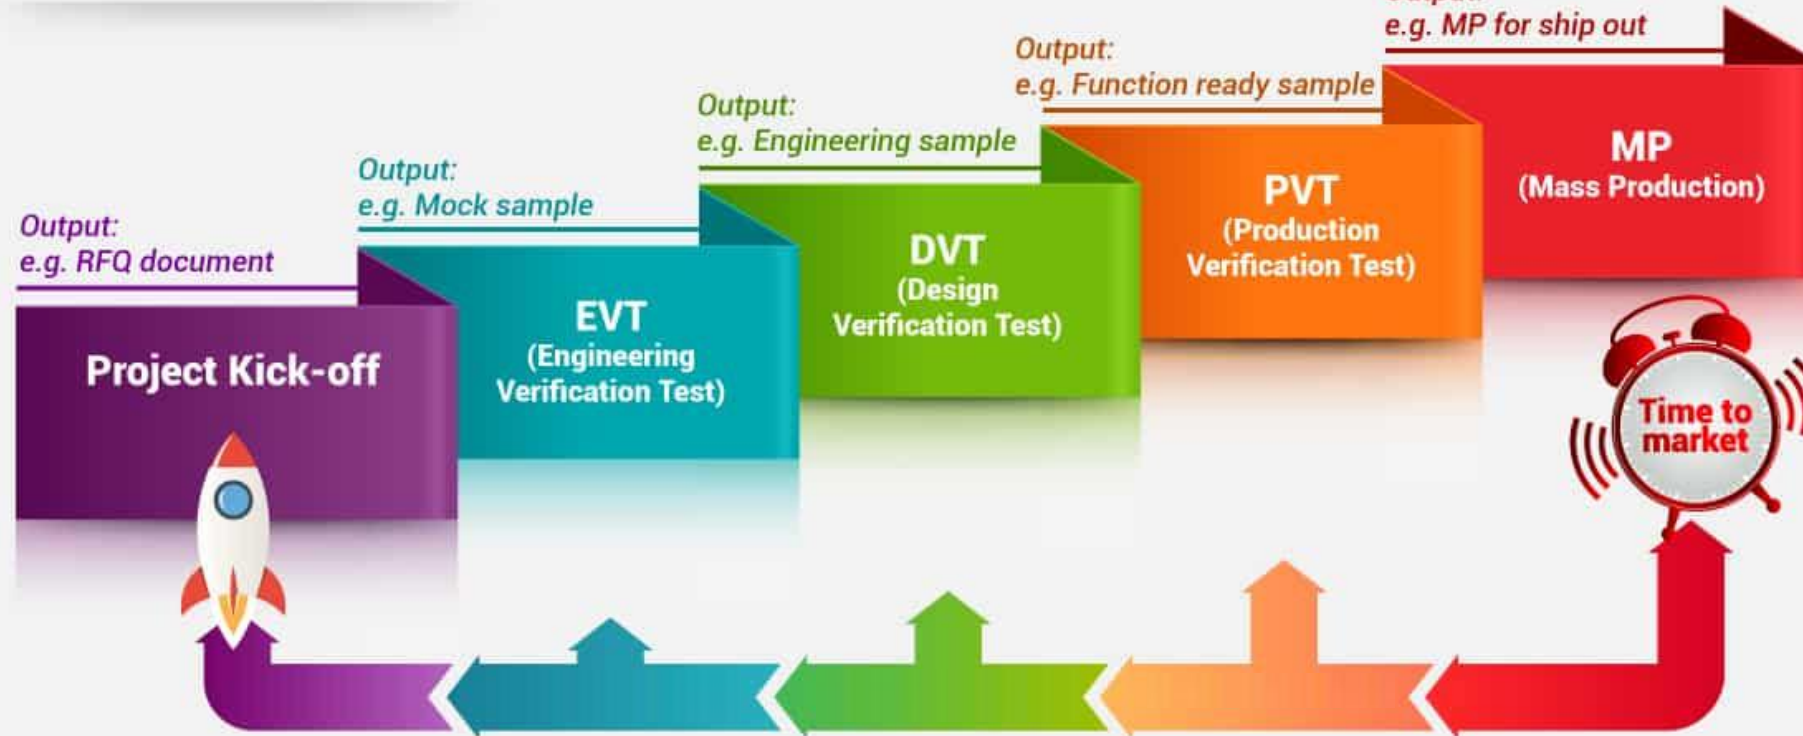 Output:
e.g. RFQ document
Project Kick-off
Output:
e.g. Mock sample
EVT
(Engineering
Verification Test)
Output:
e.g. Engineering sample
DVT
(Design
Verification Test)
Output:
e.g. Function ready sample
PVT
(Production
Verification Test)
e.g. MP for ship out
MP
(Mass Production)
Time to
market